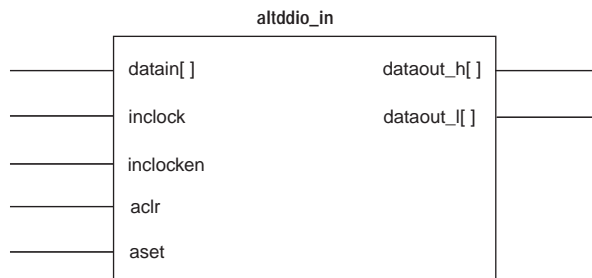 altddio_in
datain[ ] dataout_h[ ]
inclock dataout_l[ ]
inclocken
aclr
aset